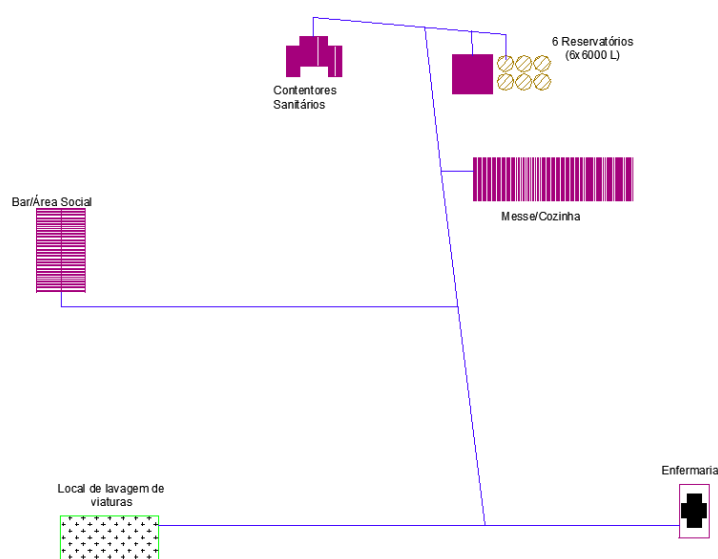 6 Reservatórios
(6x6000 L)
Contentores
Sanitários
Bar/Área Social
Messe/Cozinha
Enfermaria
Local de lavagem de
viaturas